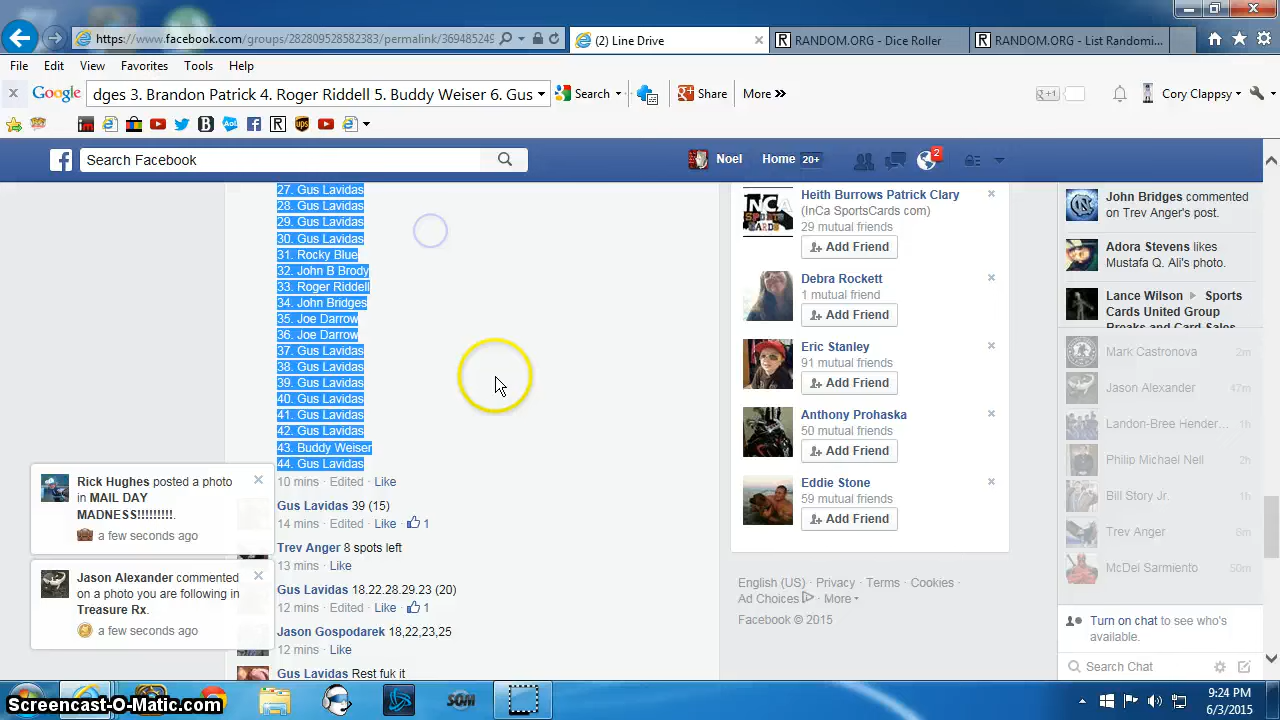 https://www.facebook.com/groups/282809528582383/permalink/369485249
(2) Line Drive
RANDOM.ORG - Dice Roller
RANDOM.ORG - List Randomi...
File Edit View Favorites Tools Help
Google
dges 3. Brandon Patrick 4. Roger Riddell 5. Buddy Weiser 6. Gus
Search
Share
More »
+1
Cory Clappsy
Search Facebook
Noel
Home 20+
2
27. Gus Lavidas
28. Gus Lavidas
29. Gus Lavidas
30. Gus Lavidas
31. Rocky Blue
32. John B Brody
33. Roger Riddell
34. John Bridges
35. Joe Darrow
36. Joe Darrow
37. Gus Lavidas
38. Gus Lavidas
39. Gus Lavidas
40. Gus Lavidas
41. Gus Lavidas
42. Gus Lavidas
43. Buddy Weiser
44. Gus Lavidas
10 mins · Edited · Like
Gus Lavidas 39 (15)
14 mins · Edited · Like · 1
Trev Anger 8 spots left
13 mins · Like
Gus Lavidas 18.22.28.29.23 (20)
12 mins · Edited · Like · 1
Jason Gospodarek 18,22,23,25
12 mins · Like
Gus Lavidas Rest fuk it
Rick Hughes posted a photo
in MAIL DAY
MADNESS!!!!!!!!!.
a few seconds ago
Jason Alexander commented
on a photo you are following in
Treasure Rx.
a few seconds ago
Heith Burrows Patrick Clary
(InCa SportsCards com)
29 mutual friends
Add Friend
Debra Rockett
1 mutual friend
Add Friend
Eric Stanley
91 mutual friends
Add Friend
Anthony Prohaska
50 mutual friends
Add Friend
Eddie Stone
59 mutual friends
Add Friend
English (US) · Privacy · Terms · Cookies ·
Ad Choices · More
Facebook © 2015
John Bridges commented
on Trev Anger's post.
Adora Stevens likes
Mustafa Q. Ali's photo.
Lance Wilson ▸ Sports
Cards United Group
Breaks and Card Sales
Mark Castronova 2m
Jason Alexander 47m
Landon-Bree Hender... 1h
Philip Michael Nell 2h
Bill Story Jr. 1h
Trev Anger 6m
McDel Sarmiento 50m
Turn on chat to see who's
available.
Search Chat
Screencast-O-Matic.com
9:24 PM
6/3/2015